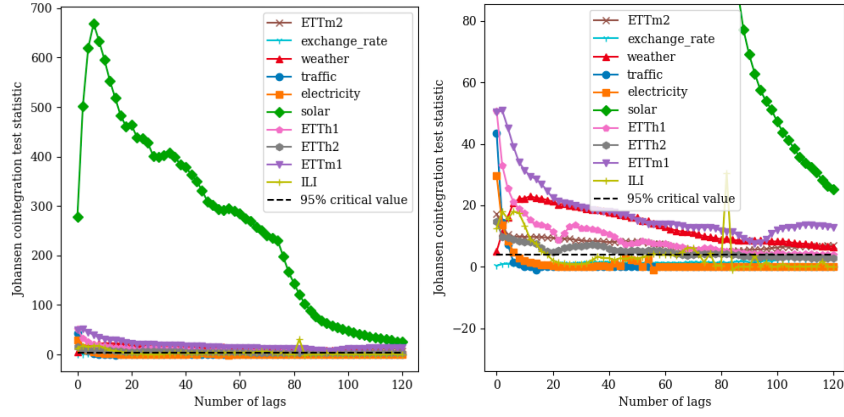 700
600
500
400
300
200
100
0
Johansen cointegration test statistic
0 20 40 60 80 100 120
Number of lags
ETTm2
exchange_rate
weather
traffic
electricity
solar
ETTh1
ETTh2
ETTm1
ILI
95% critical value
80
60
40
20
0
−20
Johansen cointegration test statistic
0 20 40 60 80 100 120
Number of lags
ETTm2
exchange_rate
weather
traffic
electricity
solar
ETTh1
ETTh2
ETTm1
ILI
95% critical value